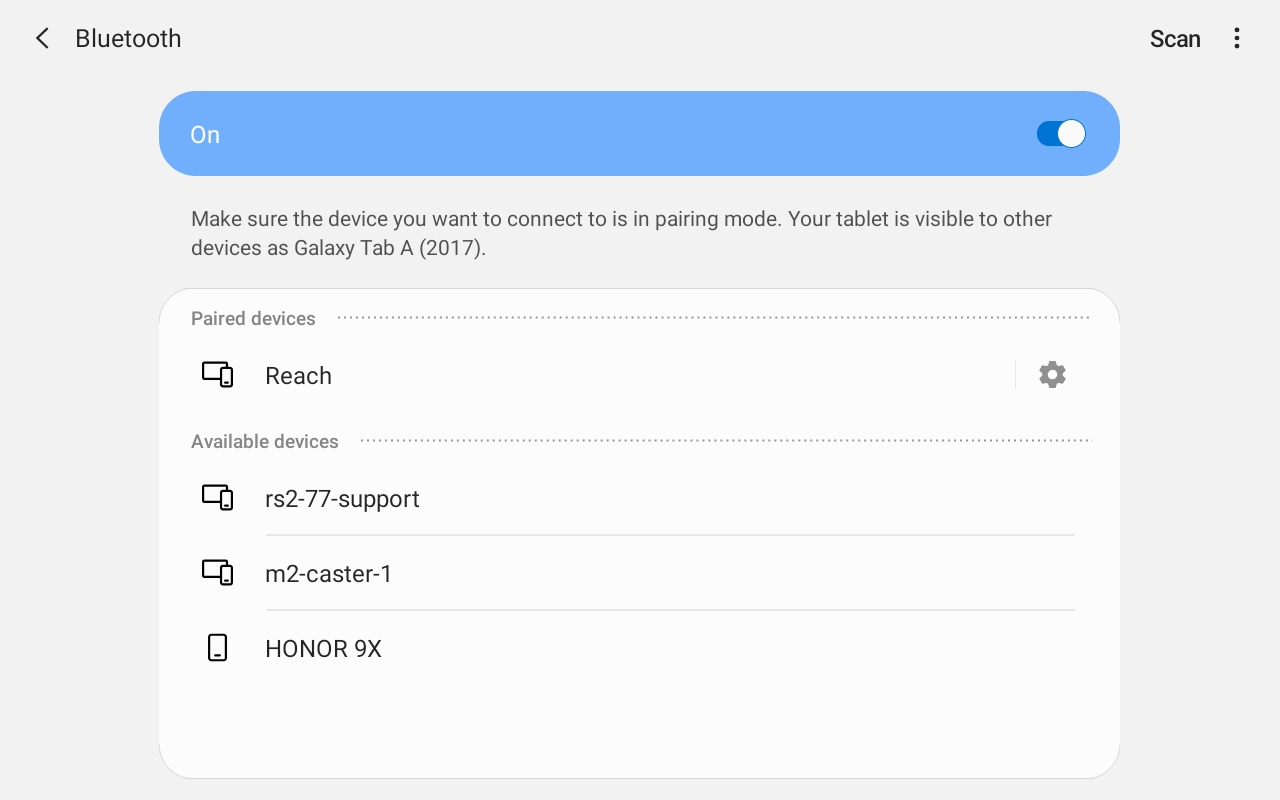 Bluetooth
Scan
On
Make sure the device you want to connect to is in pairing mode. Your tablet is visible to other
devices as Galaxy Tab A (2017).
Paired devices
Reach
Available devices
rs2-77-support
m2-caster-1
HONOR 9X